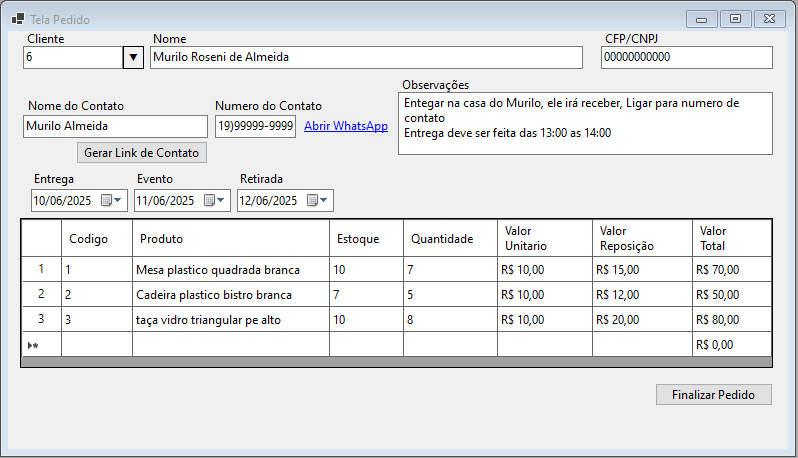 Tela Pedido
Cliente Nome CFP/CNPJ
6 Murilo Roseni de Almeida 00000000000
Observações
Entegar na casa do Murilo, ele irá receber, Ligar para numero de
contato
Entrega deve ser feita das 13:00 as 14:00
Nome do Contato Numero do Contato
Murilo Almeida 19)99999-9999 Abrir WhatsApp
Gerar Link de Contato
Entrega Evento Retirada
10/06/2025 11/06/2025 12/06/2025
Codigo Produto Estoque Quantidade Valor Unitario Valor Reposição Valor Total
1 1 Mesa plastico quadrada branca 10 7 R$ 10,00 R$ 15,00 R$ 70,00
2 2 Cadeira plastico bistro branca 7 5 R$ 10,00 R$ 12,00 R$ 50,00
3 3 taça vidro triangular pe alto 10 8 R$ 10,00 R$ 20,00 R$ 80,00
R$ 0,00
Finalizar Pedido